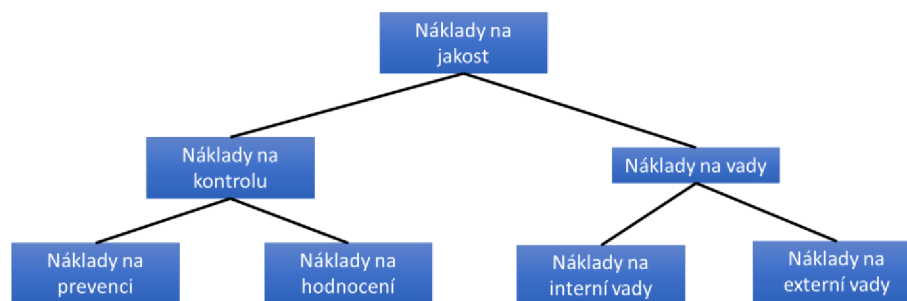 Náklady na
jakost
Náklady na
kontrolu
Náklady na vady
Náklady na
prevenci
Náklady na
hodnocení
Náklady na
interní vady
Náklady na
externí vady